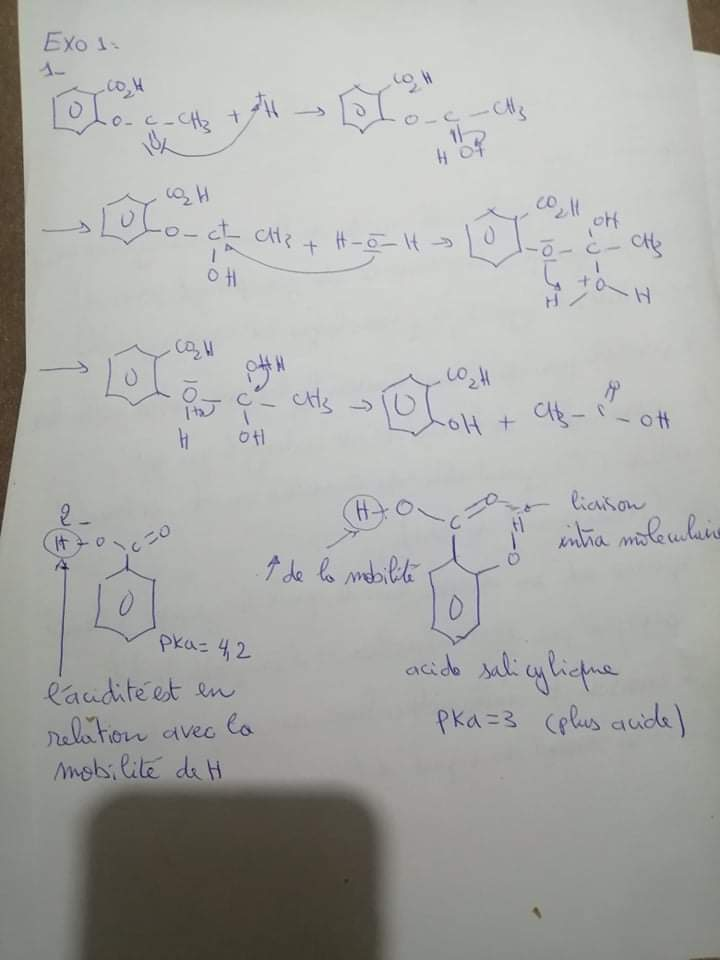 Exo 1:
1-
CO2H
O - C - CH3 + +H → CO2H
O - C - CH3
H O+
→ CO2H
O - C+ - CH3 + H-O-H → CO2H
OH
O - C - CH3
OH
H +O - H
→ CO2H
O - C - CH3 → CO2H
H OH
OH + CH3 - C - OH
2-
H - O - C = O
H - O - C = O
H
O
liaison
intra moleculaire
↑ de la mobilité
pKa = 4,2
l'acidité est en
relation avec la
mobilité de H
acide salicylique
pKa = 3 (plus acide)